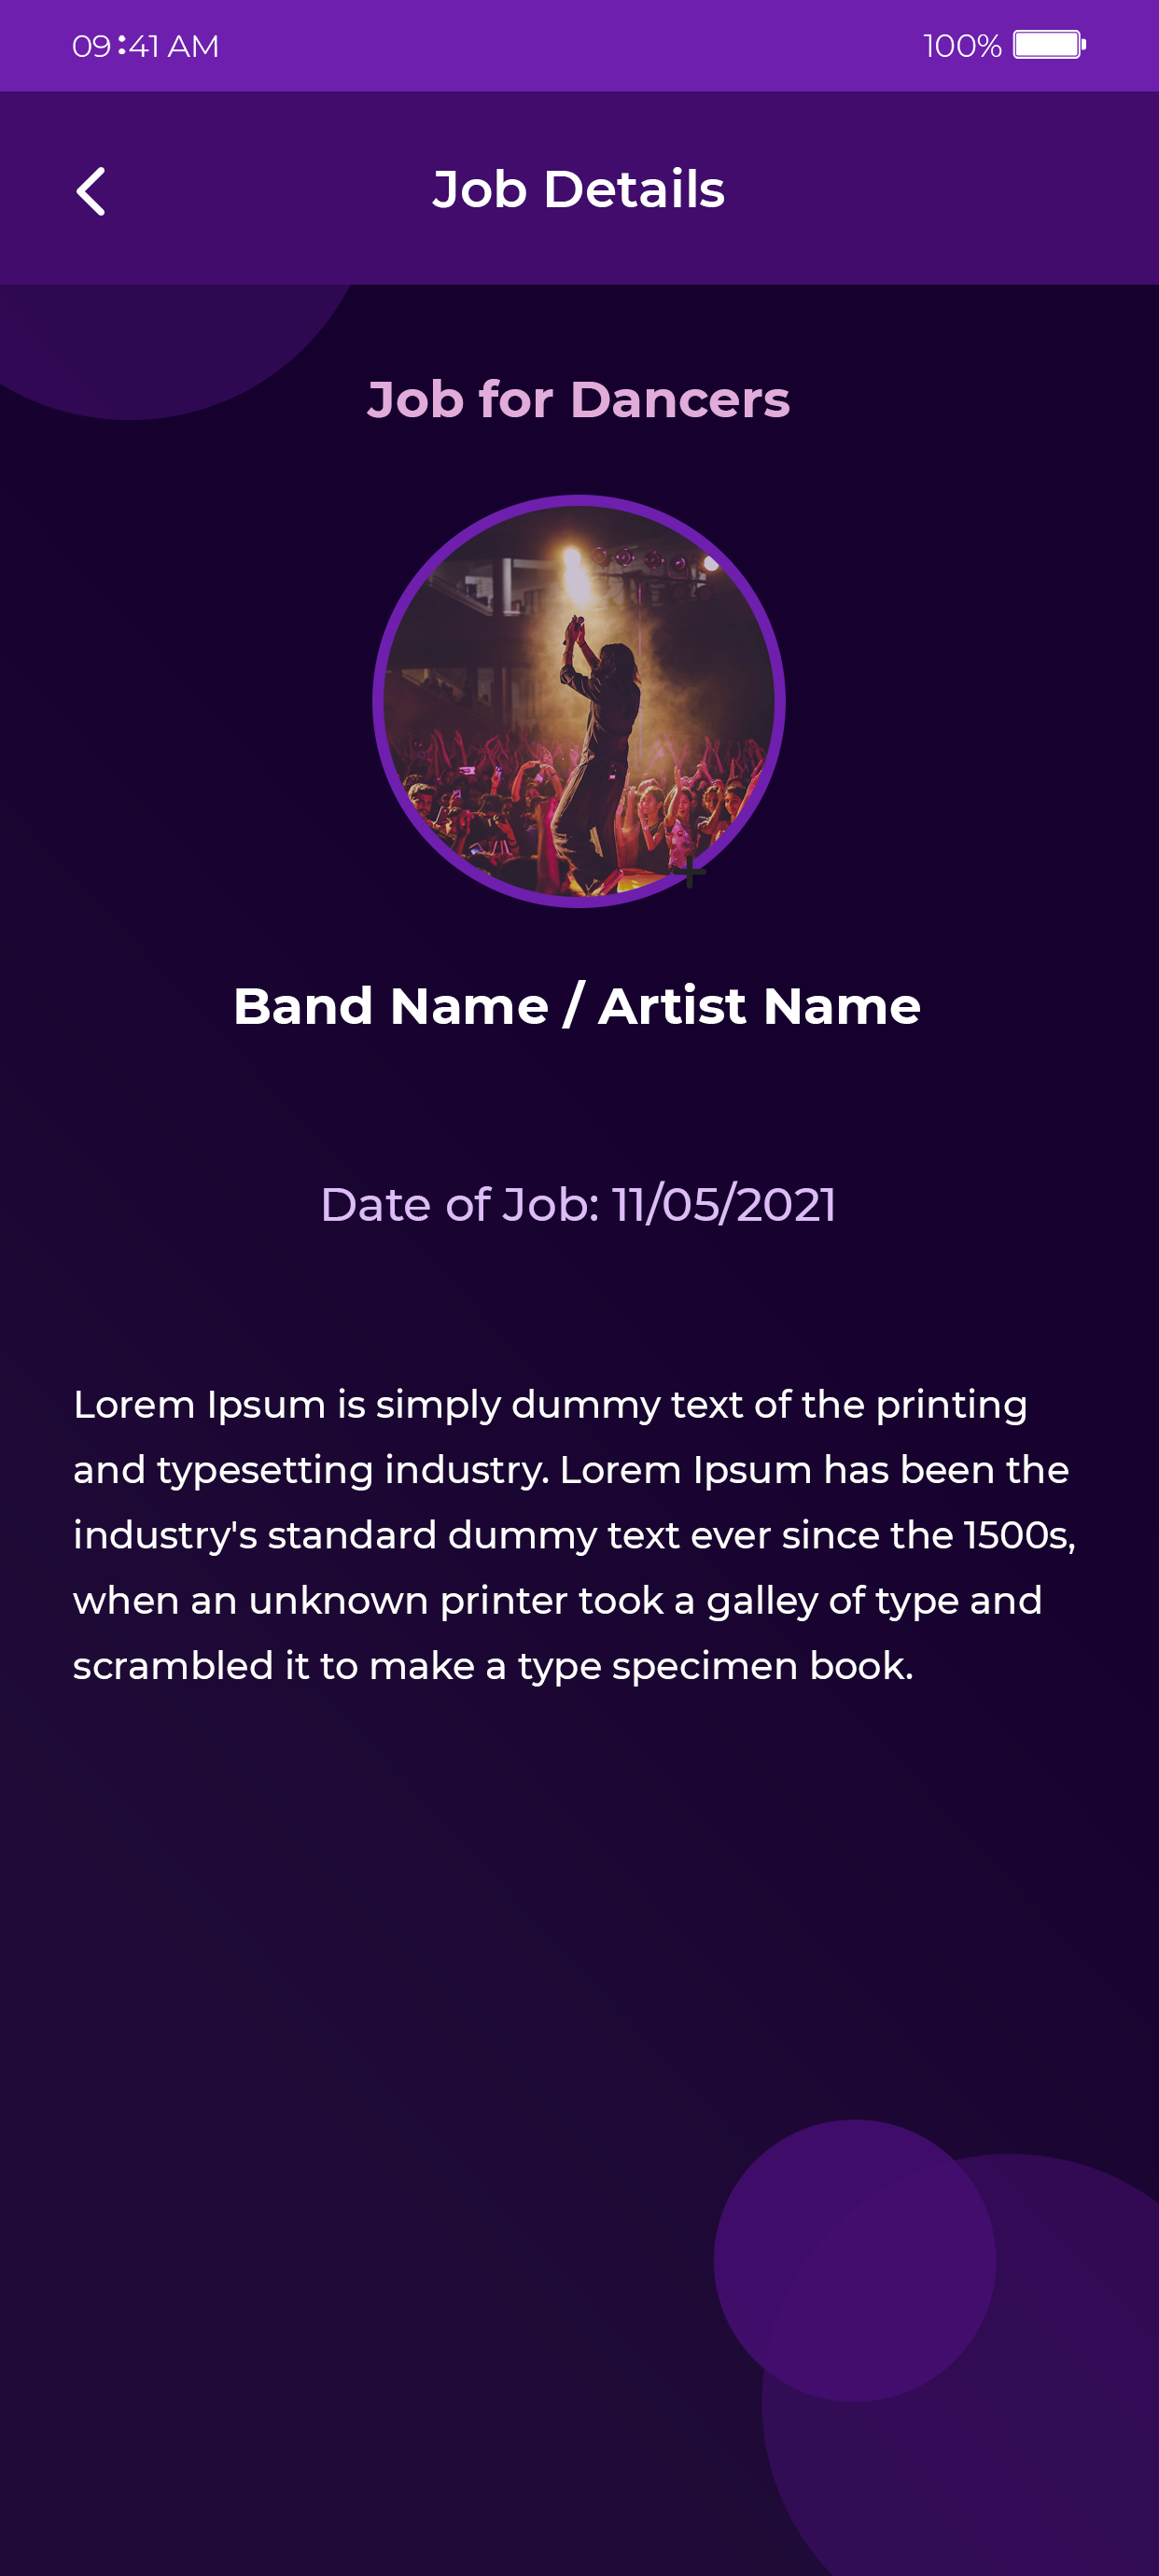 09:41 AM 100%
Job Details
Job for Dancers
Band Name / Artist Name
Date of Job: 11/05/2021
Lorem Ipsum is simply dummy text of the printing
and typesetting industry. Lorem Ipsum has been the
industry's standard dummy text ever since the 1500s,
when an unknown printer took a galley of type and
scrambled it to make a type specimen book.